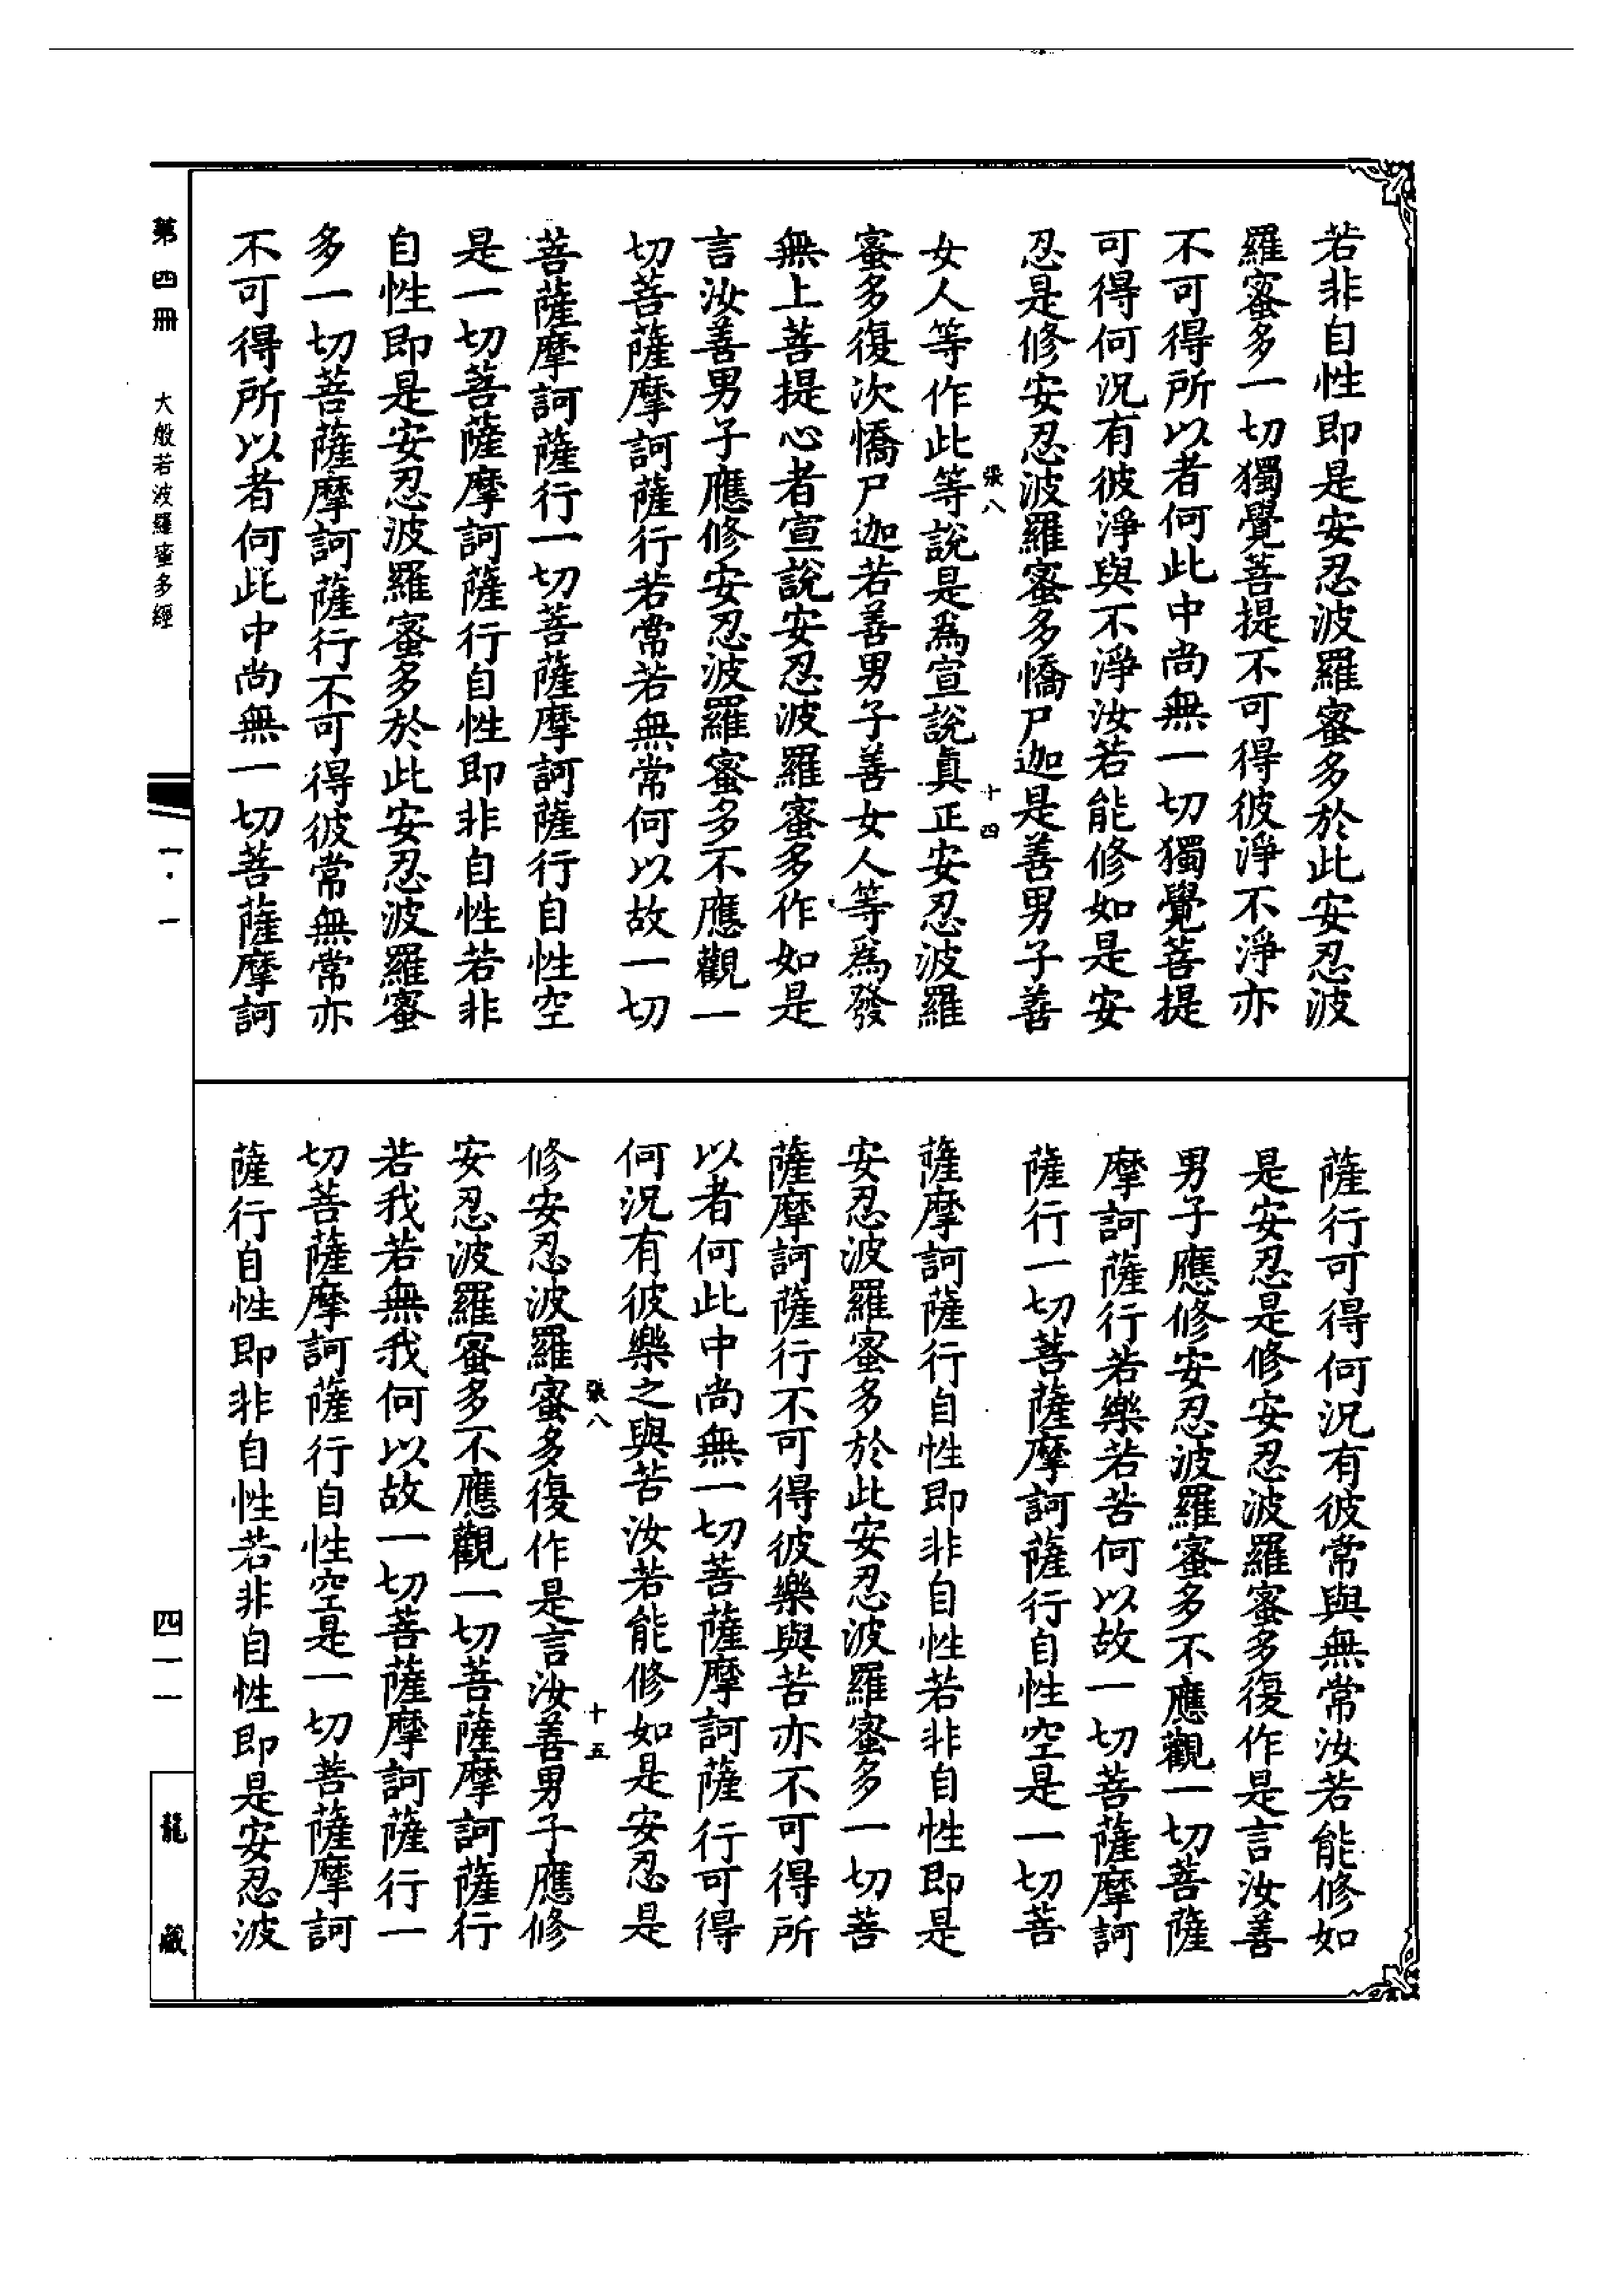 若非自性即是安忍波羅蜜多於此安忍波
羅蜜多一切獨覺菩提不可得彼淨不淨亦
不可得所以者何此中尚無一切獨覺菩提
可得何況有彼淨與不淨汝若能修如是安
忍是修安忍波羅蜜多憍尸迦是善男子善
張八 十四
女人等作此等說是爲宣說眞正安忍波羅
蜜多復次憍尸迦若善男子善女人等爲發
無上菩提心者宣說安忍波羅蜜多作如是
言汝善男子應修安忍波羅蜜多不應觀一
切菩薩摩訶薩行若常若無常何以故一切
菩薩摩訶薩行一切菩薩摩訶薩行自性空
是一切菩薩摩訶薩行自性即非自性若非
自性即是安忍波羅蜜多於此安忍波羅蜜
多一切菩薩摩訶薩行不可得彼常無常亦
不可得所以者何此中尚無一切菩薩摩訶
薩行可得何況有彼常與無常汝若能修如
是安忍是修安忍波羅蜜多復作是言汝善
男子應修安忍波羅蜜多不應觀一切菩薩
摩訶薩行若樂若苦何以故一切菩薩摩訶
薩行一切菩薩摩訶薩行自性空是一切菩
薩摩訶薩行自性即非自性若非自性即是
安忍波羅蜜多於此安忍波羅蜜多一切菩
薩摩訶薩行不可得彼樂與苦亦不可得所
以者何此中尚無一切菩薩摩訶薩行可得
何況有彼樂之與苦汝若能修如是安忍是
張八 十五
修安忍波羅蜜多復作是言汝善男子應修
安忍波羅蜜多不應觀一切菩薩摩訶薩行
若我若無我何以故一切菩薩摩訶薩行一
切菩薩摩訶薩行自性空是一切菩薩摩訶
薩行自性即非自性若非自性即是安忍波
第四冊 大般若波羅蜜多經 一·一 四一一 龍藏